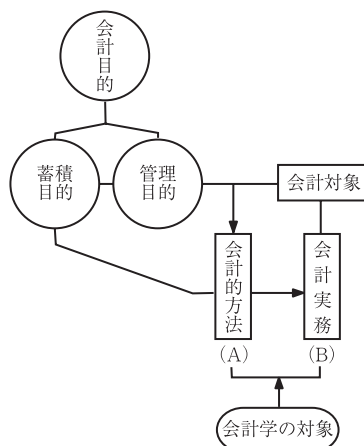 会計目的
蓄積
目的
管理
目的
会計対象
会計的方法
会計実務
(A)
(B)
会計学の対象